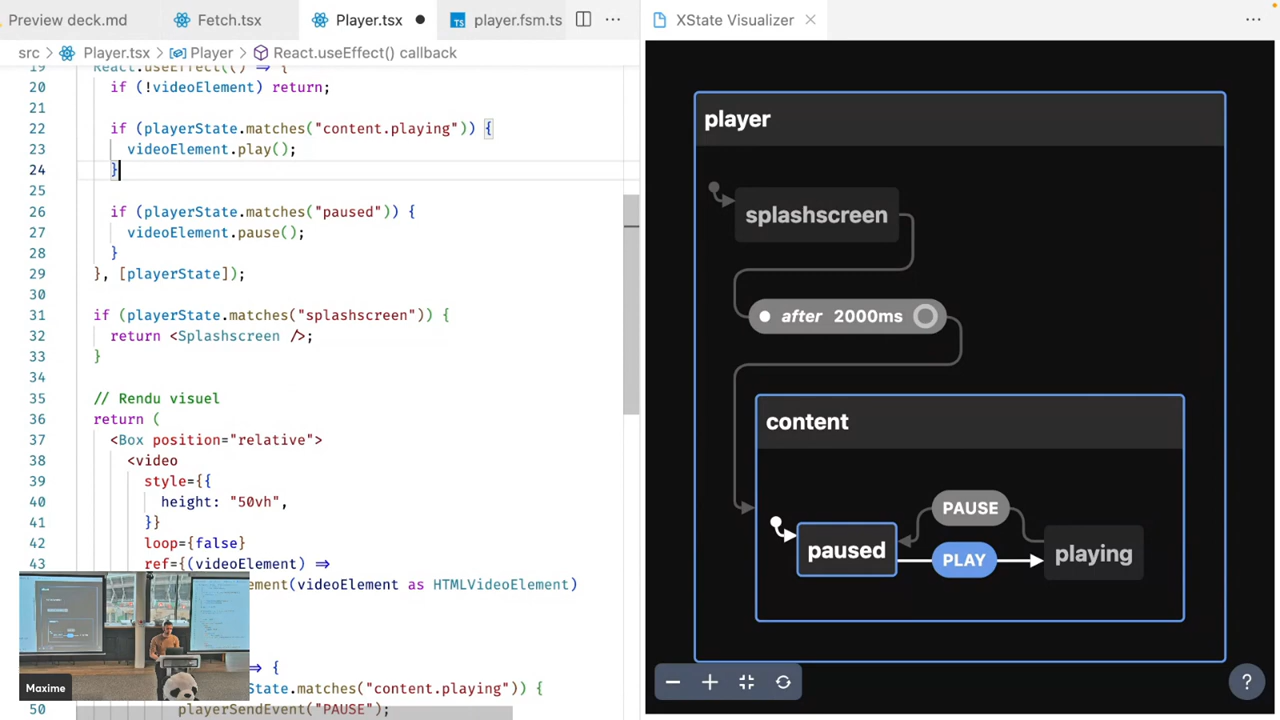 Preview deck.md
Fetch.tsx
Player.tsx
TS player.fsm.ts
XState Visualizer
src Player.tsx Player React.useEffect() callback
19 React.useEffect(() => {
20 if (!videoElement) return;
21
22 if (playerState.matches("content.playing")) {
23 videoElement.play();
24 }
25
26 if (playerState.matches("paused")) {
27 videoElement.pause();
28 }
29 }, [playerState]);
30
31 if (playerState.matches("splashscreen")) {
32 return <Splashscreen />;
33 }
34
35 // Rendu visuel
36 return (
37 <Box position="relative">
38 <video
39 style={{
40 height: "50vh",
41 }}
42 loop={false}
43 ref={(videoElement) =>
ement(videoElement as HTMLVideoElement)
=> {
State.matches("content.playing")) {
50 playerSendEvent("PAUSE");
Maxime
player
splashscreen
after 2000ms
content
PAUSE
paused
PLAY
playing
?